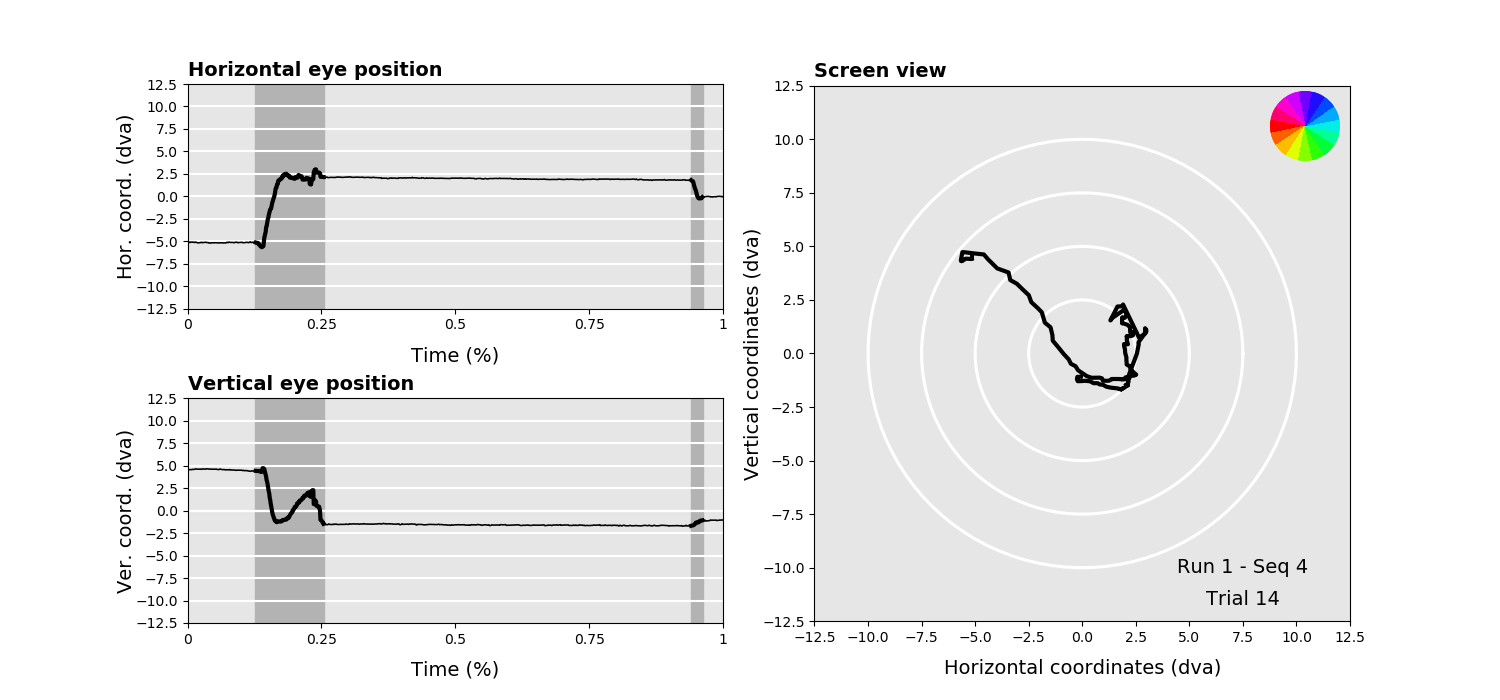 Horizontal eye position
Hor. coord. (dva)
12.5
10.0
7.5
5.0
2.5
0.0
−2.5
−5.0
−7.5
−10.0
−12.5
0 0.25 0.5 0.75 1
Time (%)
Vertical eye position
Ver. coord. (dva)
12.5
10.0
7.5
5.0
2.5
0.0
−2.5
−5.0
−7.5
−10.0
−12.5
0 0.25 0.5 0.75 1
Time (%)
Screen view
Vertical coordinates (dva)
12.5
10.0
7.5
5.0
2.5
0.0
−2.5
−5.0
−7.5
−10.0
−12.5
Run 1 - Seq 4
Trial 14
−12.5 −10.0 −7.5 −5.0 −2.5 0.0 2.5 5.0 7.5 10.0 12.5
Horizontal coordinates (dva)